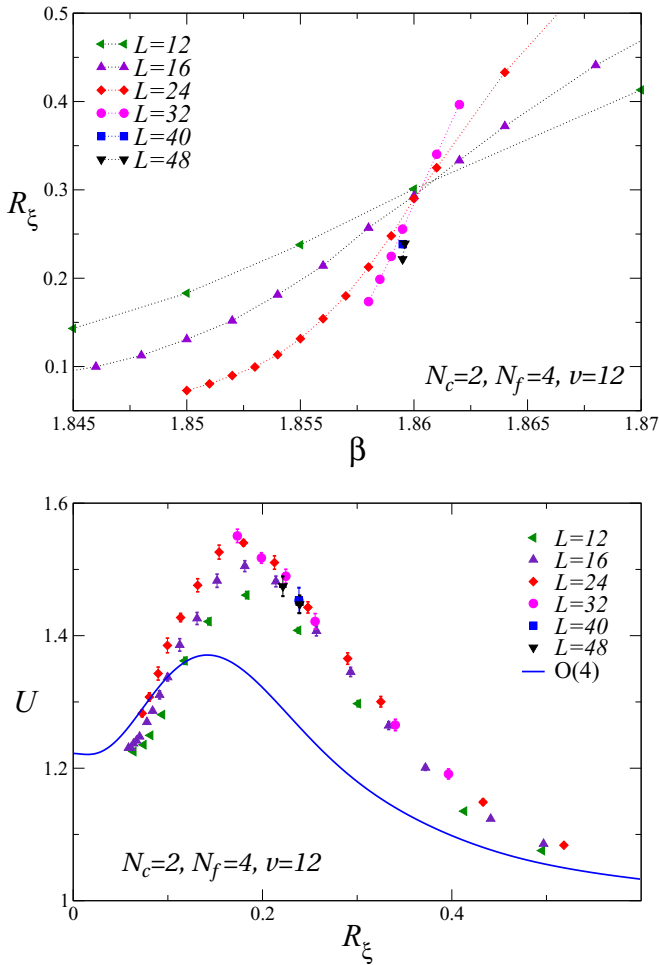 0.5
L=12
L=16
L=24
L=32
L=40
L=48
0.4
0.3
R_ξ
0.2
0.1
N_c=2, N_f=4, v=12
1.845 1.85 1.855 1.86 1.865 1.87
β
1.6
L=12
L=16
L=24
L=32
L=40
L=48
O(4)
1.4
U
1.2
N_c=2, N_f=4, v=12
1
0 0.2 0.4
R_ξ